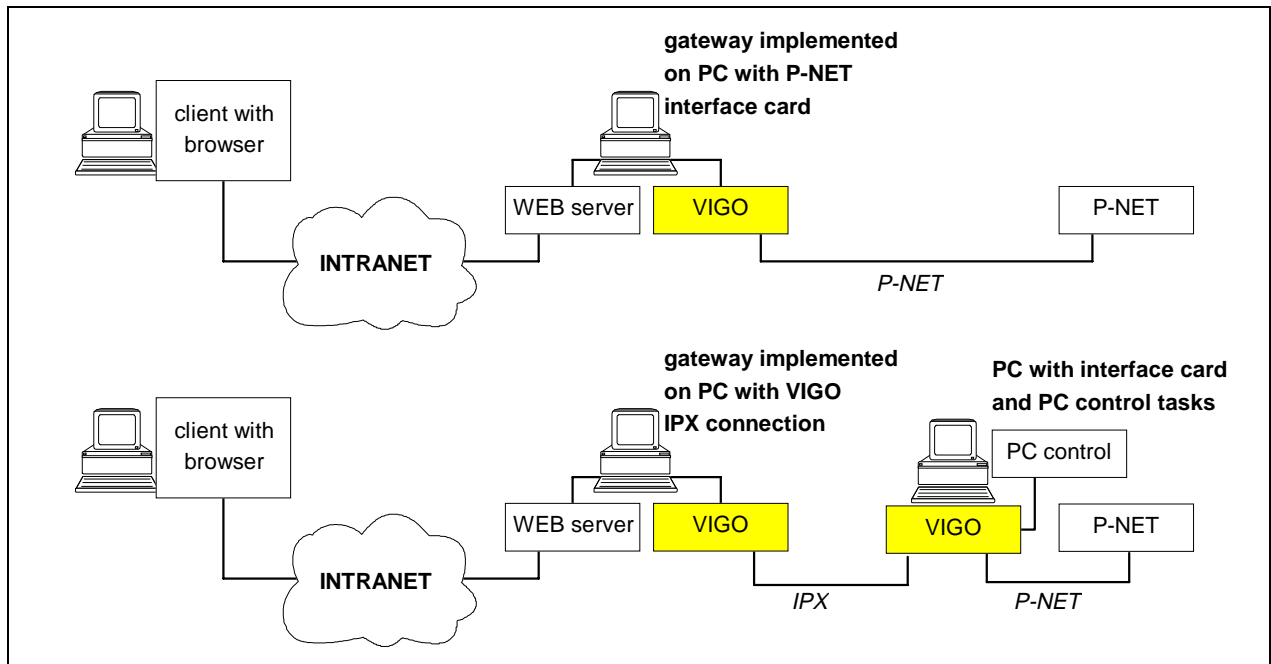 gateway implemented
on PC with P-NET
interface card
client with
browser
WEB server
VIGO
P-NET
INTRANET
P-NET
gateway implemented
on PC with VIGO
IPX connection
PC with interface card
and PC control tasks
client with
browser
PC control
WEB server
VIGO
VIGO
P-NET
INTRANET
IPX
P-NET